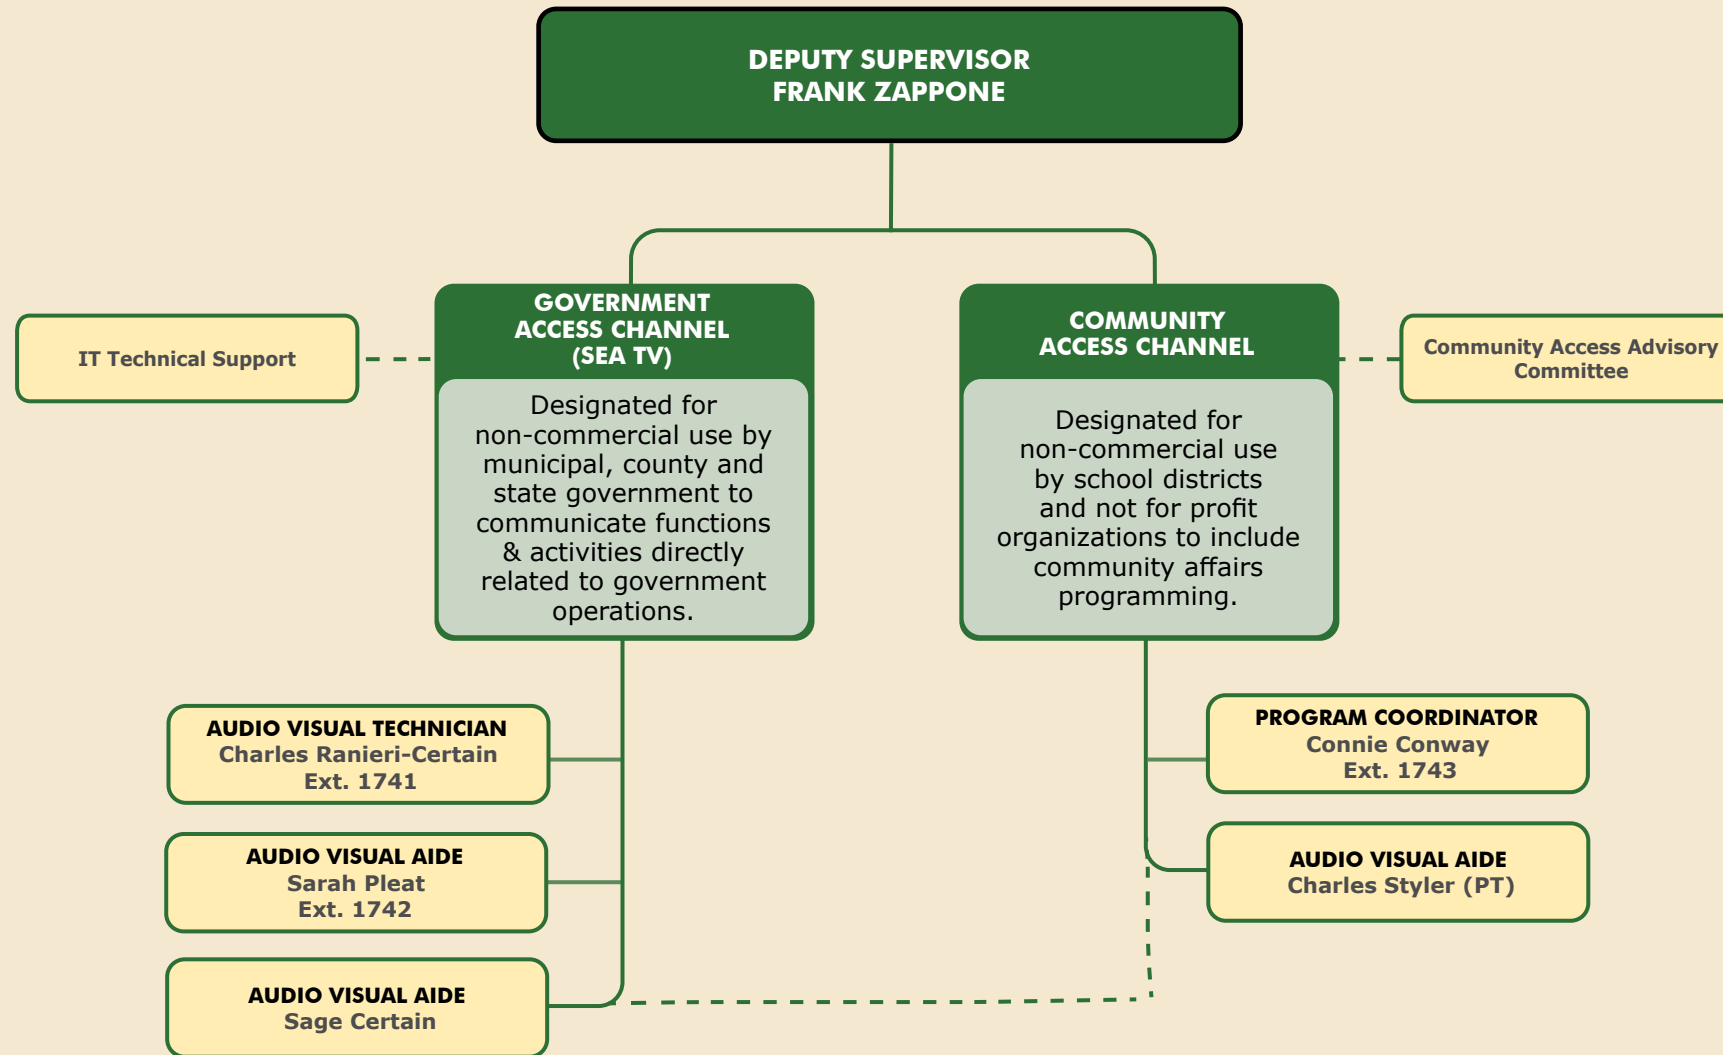 DEPUTY SUPERVISOR
FRANK ZAPPONE
GOVERNMENT
ACCESS CHANNEL
(SEA TV)
COMMUNITY
ACCESS CHANNEL
IT Technical Support
Community Access Advisory
Committee
Designated for
non-commercial use by
municipal, county and
state government to
communicate functions
& activities directly
related to government
operations.
Designated for
non-commercial use
by school districts
and not for profit
organizations to include
community affairs
programming.
AUDIO VISUAL TECHNICIAN
Charles Ranieri-Certain
Ext. 1741
AUDIO VISUAL AIDE
Sarah Pleat
Ext. 1742
AUDIO VISUAL AIDE
Sage Certain
PROGRAM COORDINATOR
Connie Conway
Ext. 1743
AUDIO VISUAL AIDE
Charles Styler (PT)